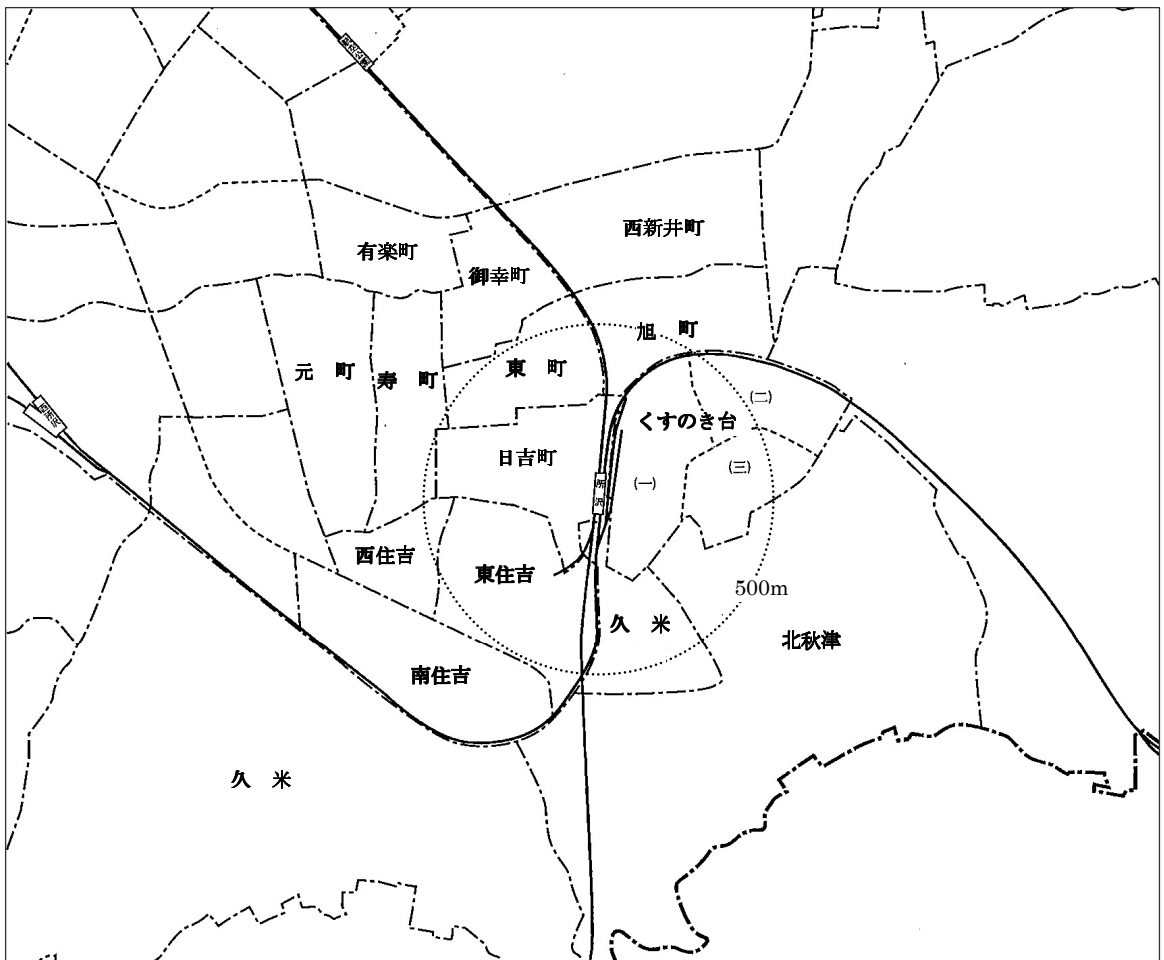 西新井町
有楽町
御幸町
旭　町
東　町
元　町
寿　町
(二)
くすのき台
日吉町
(三)
(一)
所沢
西住吉
東住吉
500m
久　米
北秋津
南住吉
久　米